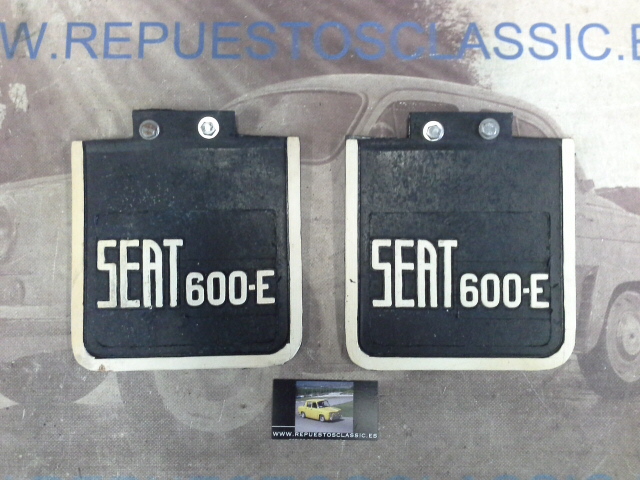 W.REPUESTOSCLASSIC.E
SEAT 600-E
SEAT 600-E
WWW.REPUESTOSCLASSIC.ES